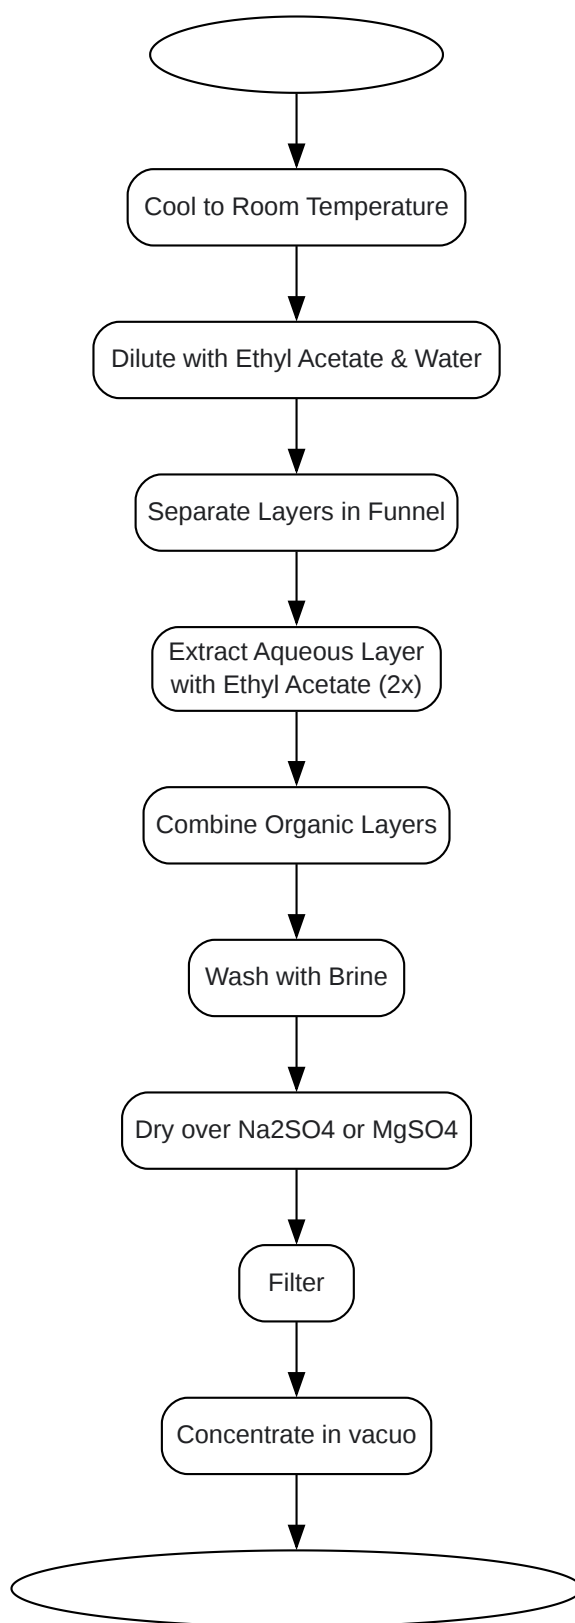 Cool to Room Temperature
Dilute with Ethyl Acetate & Water
Separate Layers in Funnel
Extract Aqueous Layer
with Ethyl Acetate (2x)
Combine Organic Layers
Wash with Brine
Dry over Na2SO4 or MgSO4
Filter
Concentrate in vacuo